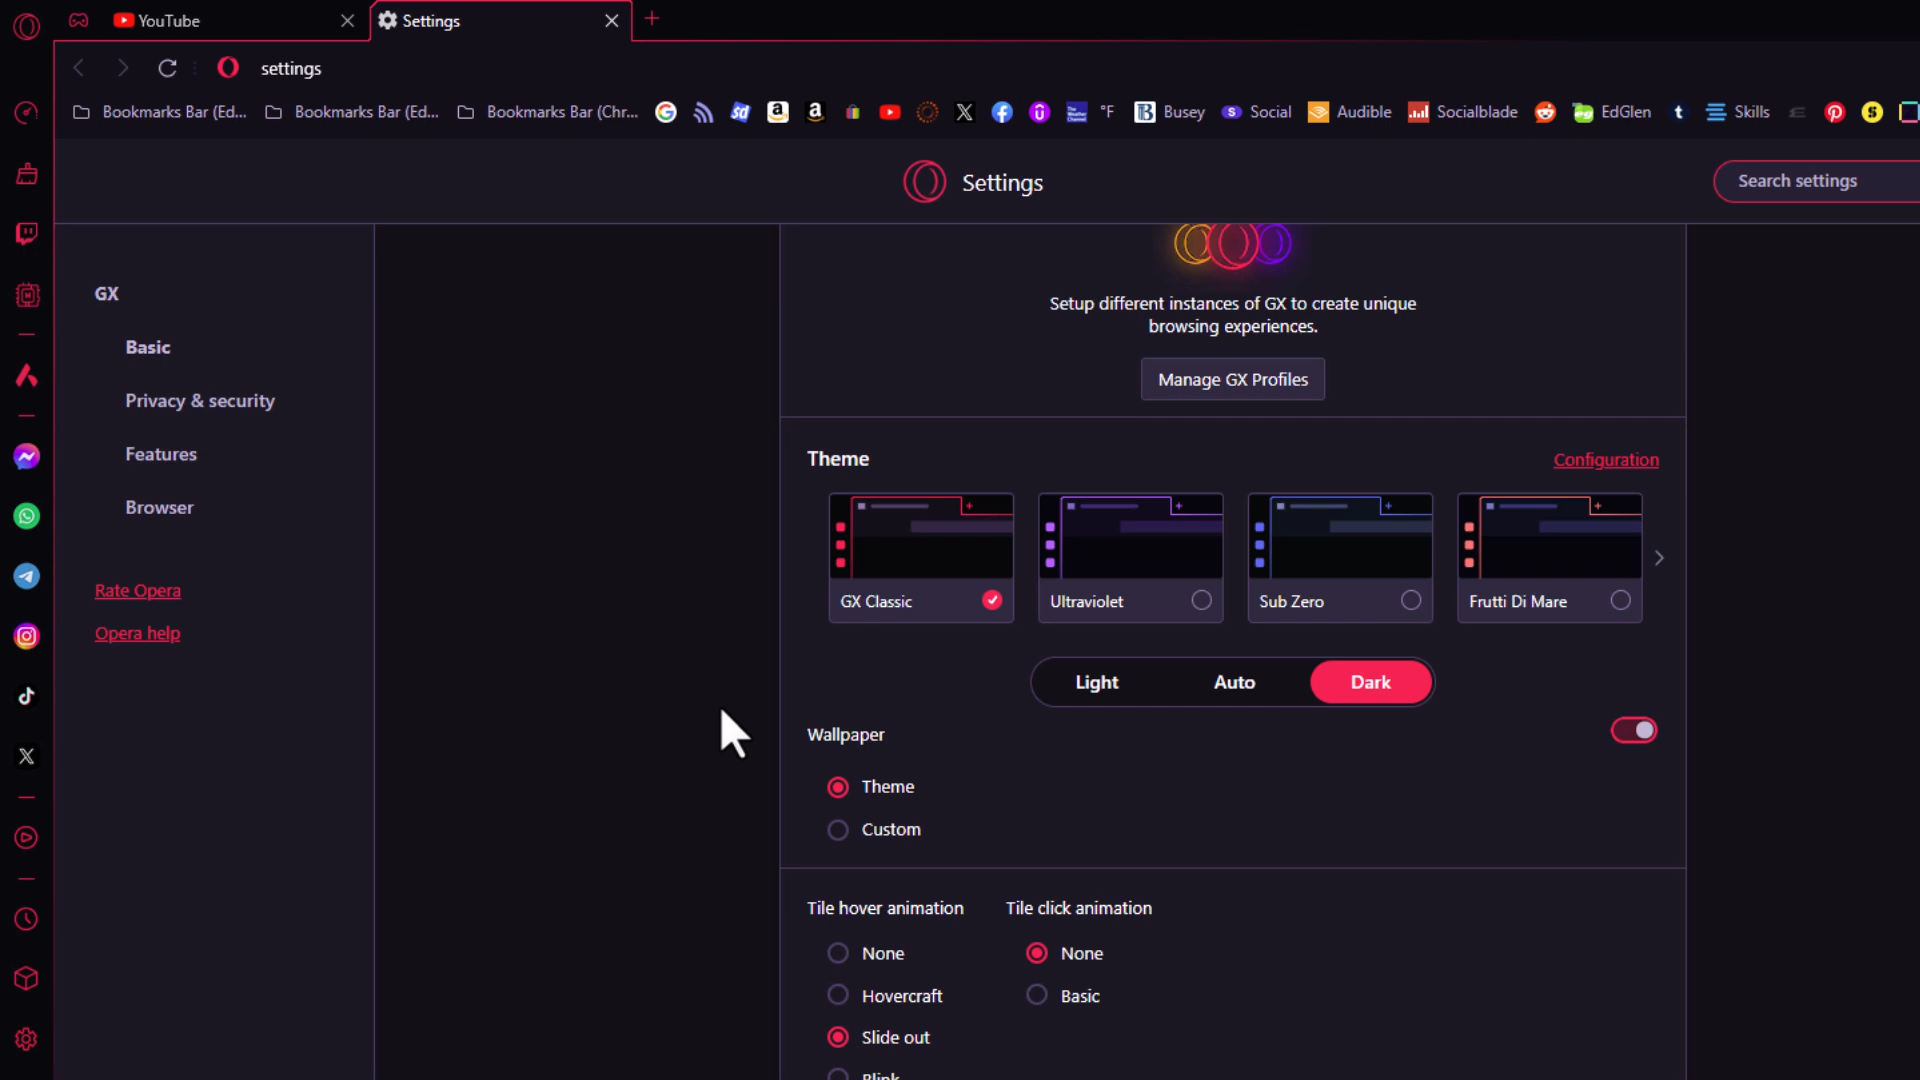 YouTube
Settings
settings
Bookmarks Bar (Ed...
Bookmarks Bar (Ed...
Bookmarks Bar (Chr...
°F
Busey
Social
Audible
Socialblade
EdGlen
Skills
Settings
Search settings
GX
Basic
Privacy & security
Features
Browser
Rate Opera
Opera help
Setup different instances of GX to create unique
browsing experiences.
Manage GX Profiles
Theme
Configuration
GX Classic
Ultraviolet
Sub Zero
Frutti Di Mare
Light
Auto
Dark
Wallpaper
Theme
Custom
Tile hover animation
Tile click animation
None
None
Hovercraft
Basic
Slide out
Blink